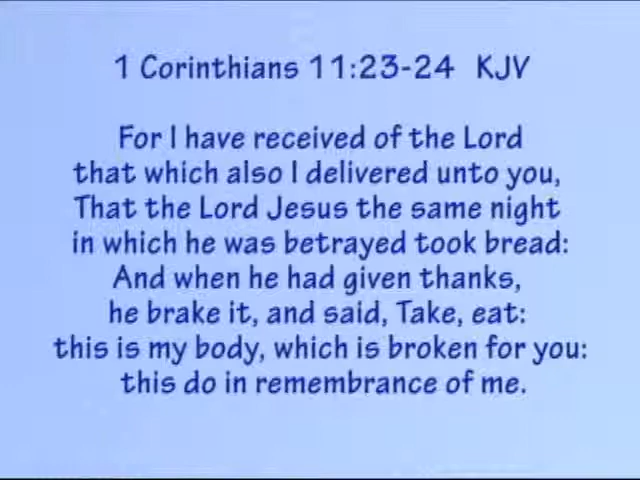 1 Corinthians 11:23-24 KJV
For I have received of the Lord
that which also I delivered unto you,
That the Lord Jesus the same night
in which he was betrayed took bread:
And when he had given thanks,
he brake it, and said, Take, eat:
this is my body, which is broken for you:
this do in remembrance of me.